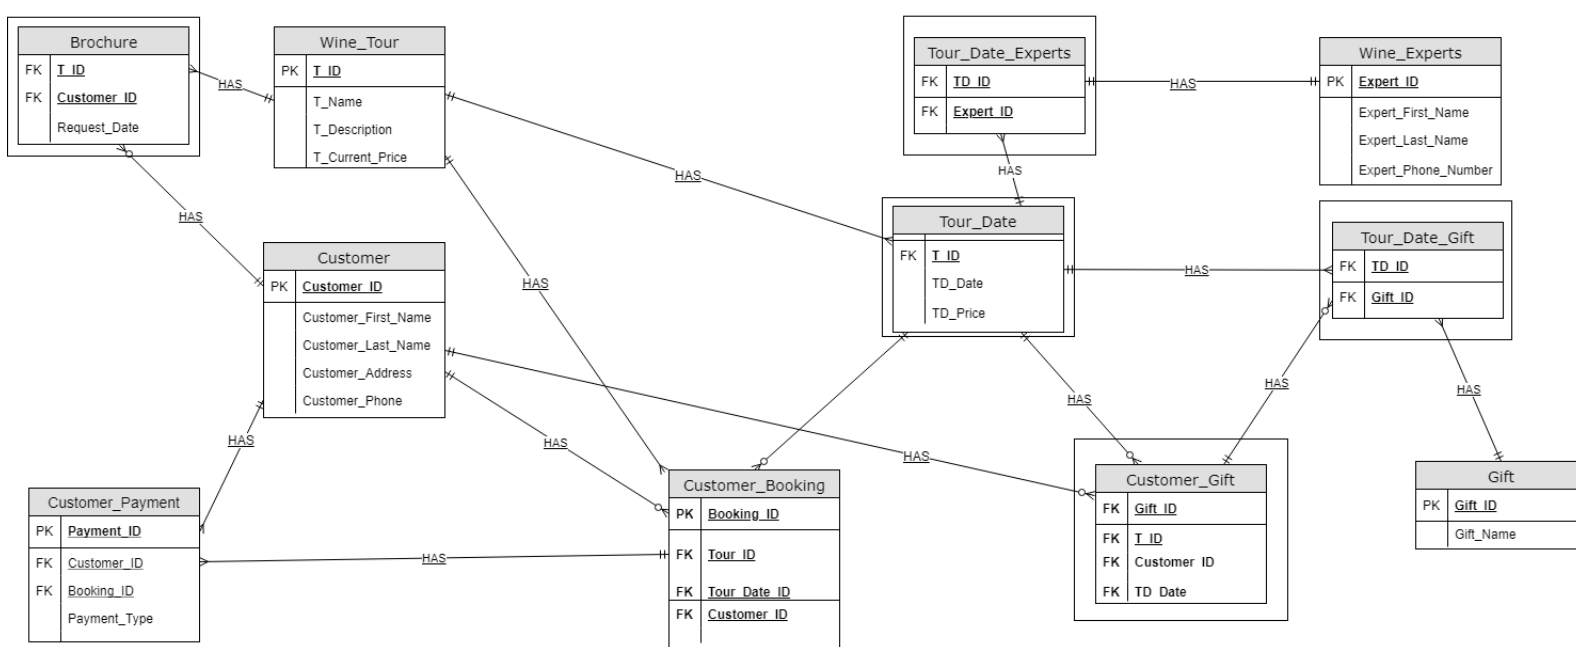 Brochure
FK T_ID
FK Customer_ID
Request_Date
HAS
Wine_Tour
PK T_ID
T_Name
T_Description
T_Current_Price
HAS
HAS
HAS
Customer
PK Customer_ID
Customer_First_Name
Customer_Last_Name
Customer_Address
Customer_Phone
HAS
HAS
HAS
Customer_Payment
PK Payment_ID
FK Customer_ID
FK Booking_ID
Payment_Type
HAS
Customer_Booking
PK Booking_ID
FK Tour_ID
FK Tour_Date_ID
FK Customer_ID
Tour_Date_Experts
FK TD_ID
FK Expert_ID
HAS
Wine_Experts
PK Expert_ID
Expert_First_Name
Expert_Last_Name
Expert_Phone_Number
HAS
Tour_Date
FK T_ID
TD_Date
TD_Price
HAS
Tour_Date_Gift
FK TD_ID
FK Gift_ID
HAS
HAS
HAS
Customer_Gift
FK Gift_ID
FK T_ID
FK Customer_ID
FK TD_Date
Gift
PK Gift_ID
Gift_Name
HAS